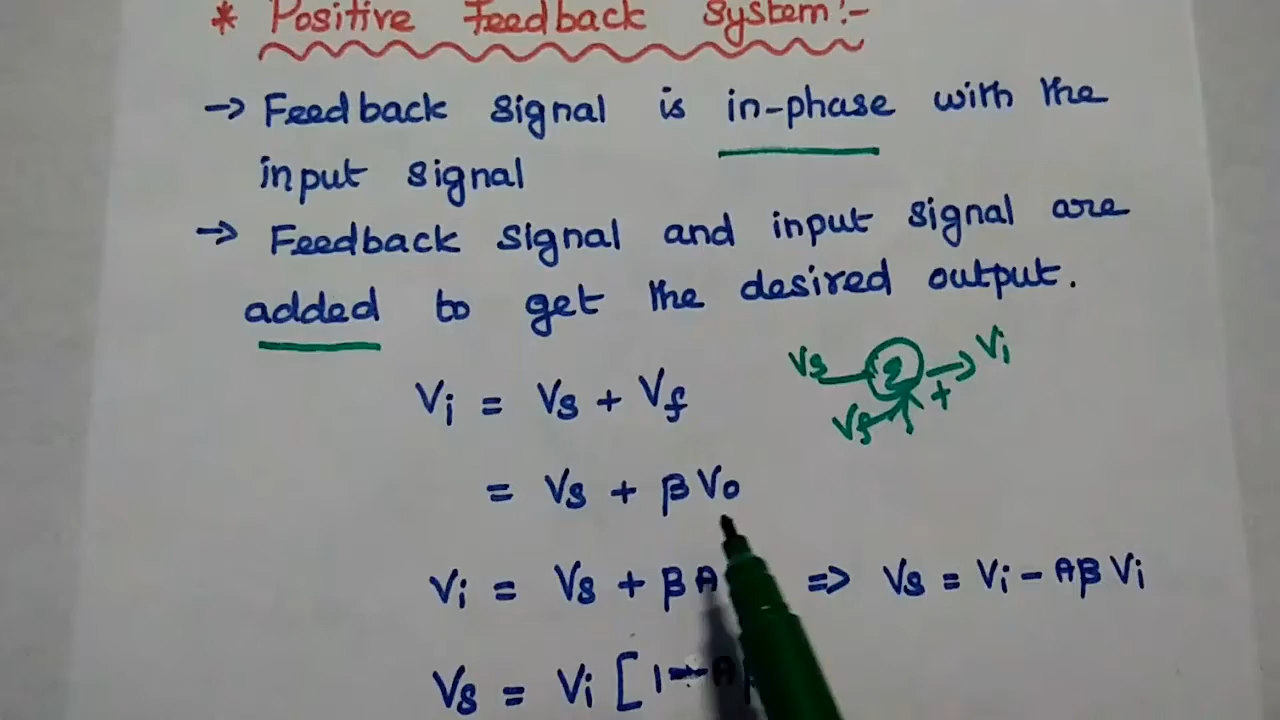 * Positive Feedback System:-
→ Feedback signal is in-phase with the
input signal
→ Feedback signal and input signal are
added to get the desired output.
Vs Σ → Vi
Vf +
Vi = Vs + Vf
= Vs + βVo
Vi = Vs + βA ⇒ Vs = Vi - Aβ Vi
Vs = Vi [1-A